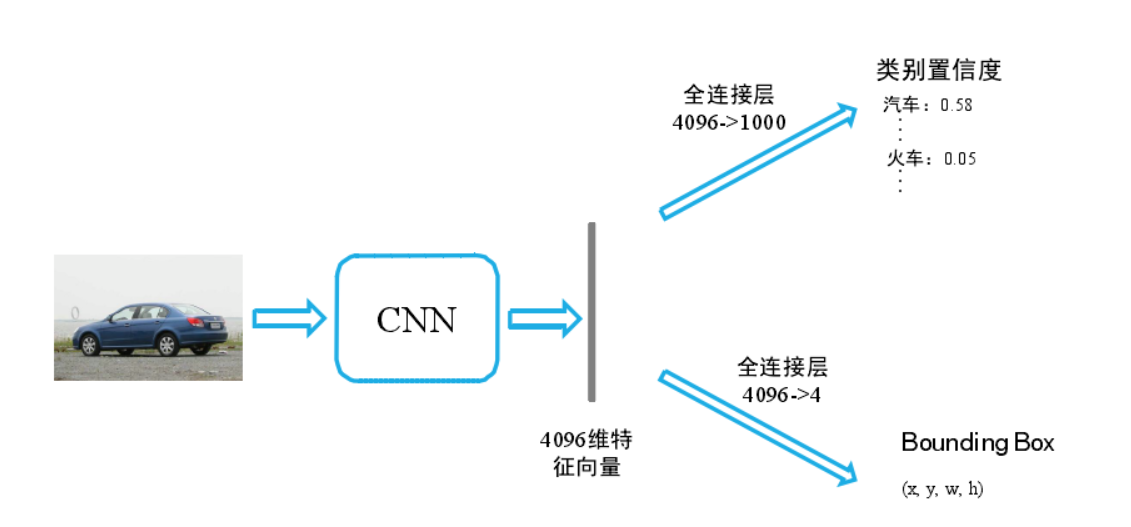 类别置信度
汽车：0.58
火车：0.05
全连接层
4096->1000
CNN
4096维特
征向量
全连接层
4096->4
Bounding Box
(x, y, w, h)